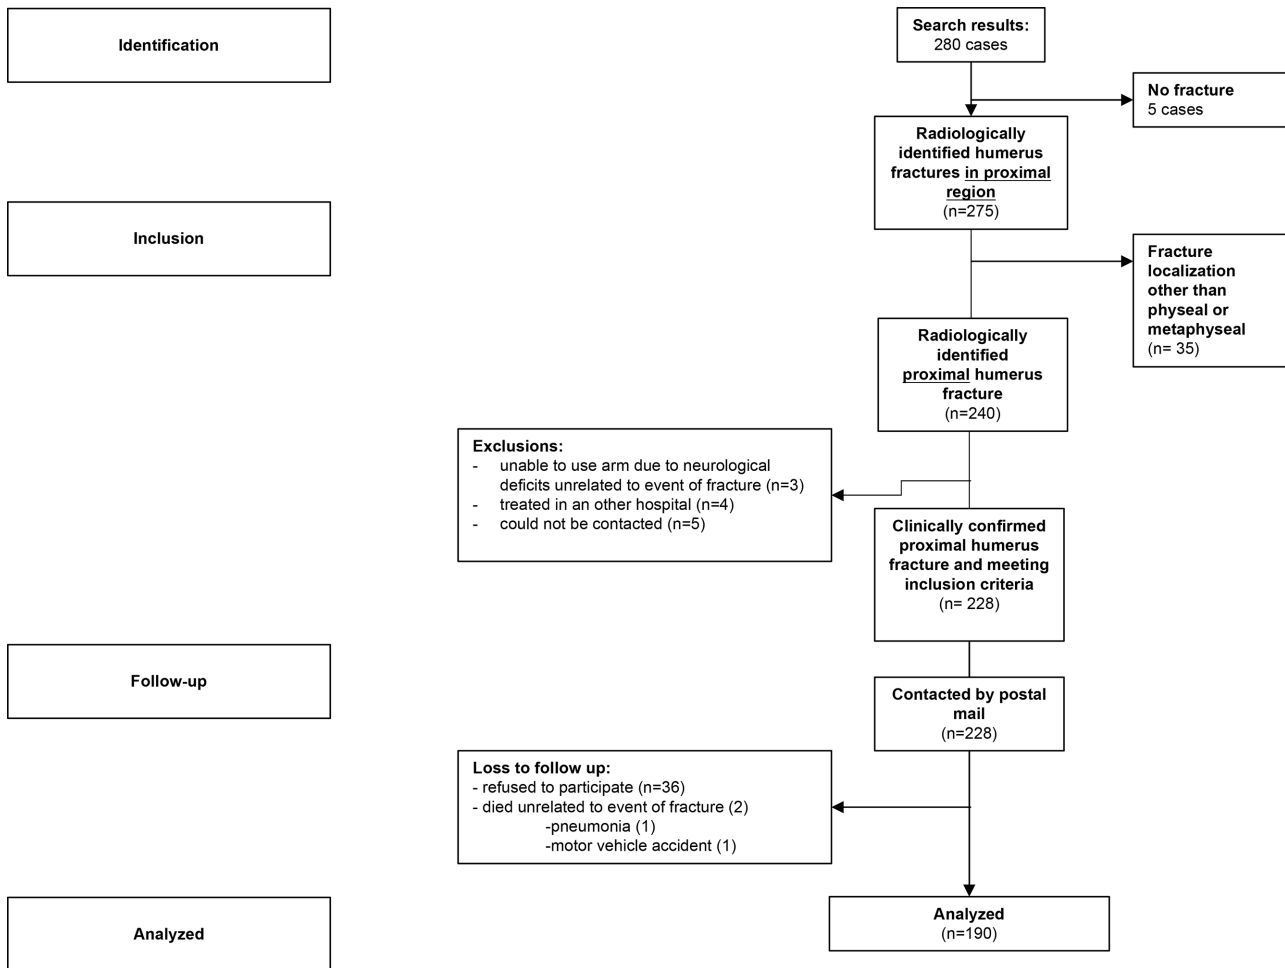 Identification
Search results:
280 cases
No fracture
5 cases
Radiologically
identified humerus
fractures in proximal
region
(n=275)
Inclusion
Fracture
localization
other than
physeal or
metaphyseal
(n= 35)
Radiologically
identified
proximal humerus
fracture
(n=240)
Exclusions:
- unable to use arm due to neurological
deficits unrelated to event of fracture (n=3)
- treated in an other hospital (n=4)
- could not be contacted (n=5)
Clinically confirmed
proximal humerus
fracture and meeting
inclusion criteria
(n= 228)
Follow-up
Contacted by postal
mail
(n=228)
Loss to follow up:
- refused to participate (n=36)
- died unrelated to event of fracture (2)
-pneumonia (1)
-motor vehicle accident (1)
Analyzed
Analyzed
(n=190)